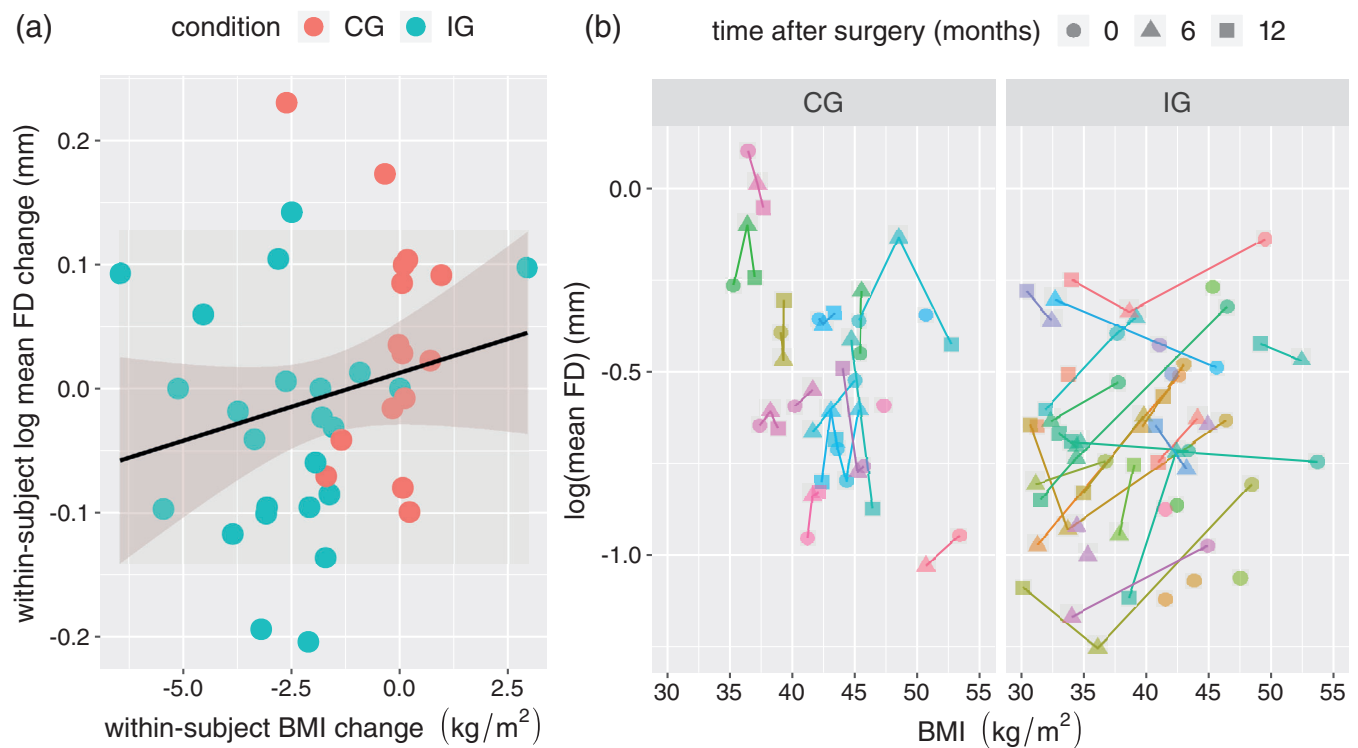 (a) condition CG IG
within-subject log mean FD change (mm)
0.2
0.1
0.0
-0.1
-0.2
-5.0 -2.5 0.0 2.5
within-subject BMI change (kg/m²)
(b) time after surgery (months) 0 6 12
CG IG
log(mean FD) (mm)
0.0
-0.5
-1.0
30 35 40 45 50 55 30 35 40 45 50 55
BMI (kg/m²)